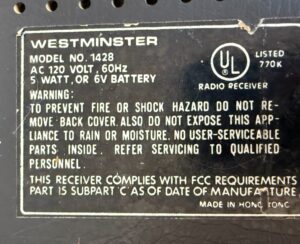 WESTMINSTER
MODEL NO. 1428
AC 120 VOLT, 60Hz
5 WATT, OR 6V BATTERY
UL
LISTED
770K
RADIO RECEIVER
WARNING:
TO PREVENT FIRE OR SHOCK HAZARD DO NOT RE-
MOVE BACK COVER. ALSO DO NOT EXPOSE THIS APP-
LIANCE TO RAIN OR MOISTURE. NO USER-SERVICEABLE
PARTS INSIDE. REFER SERVICING TO QUALIFIED
PERSONNEL.
THIS RECEIVER COMPLIES WITH FCC REQUIREMENTS
PART 15 SUBPART 'C' AS OF DATE OF MANUFACTURE
MADE IN HONG KONG